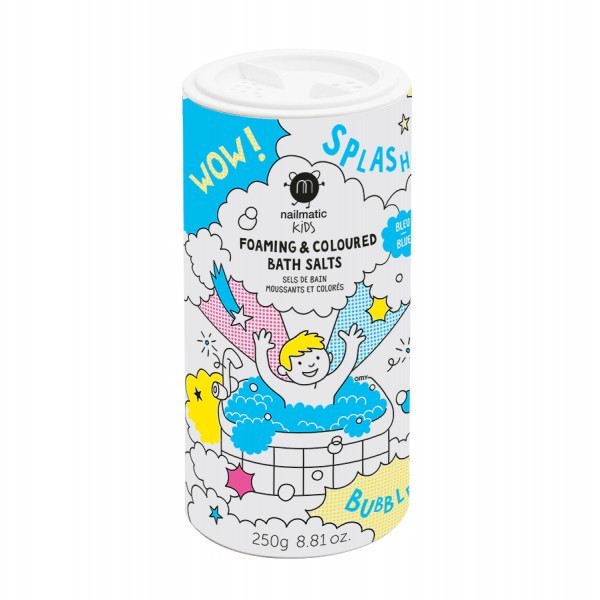 WOW!
SPLASH
m
nailmatic
KiDS
FOAMING & COLOURED
BATH SALTS
SELS DE BAIN
MOUSSANTS ET COLORÉS
BLEU
BLUE
BUBBLE
250g 8.81 oz.